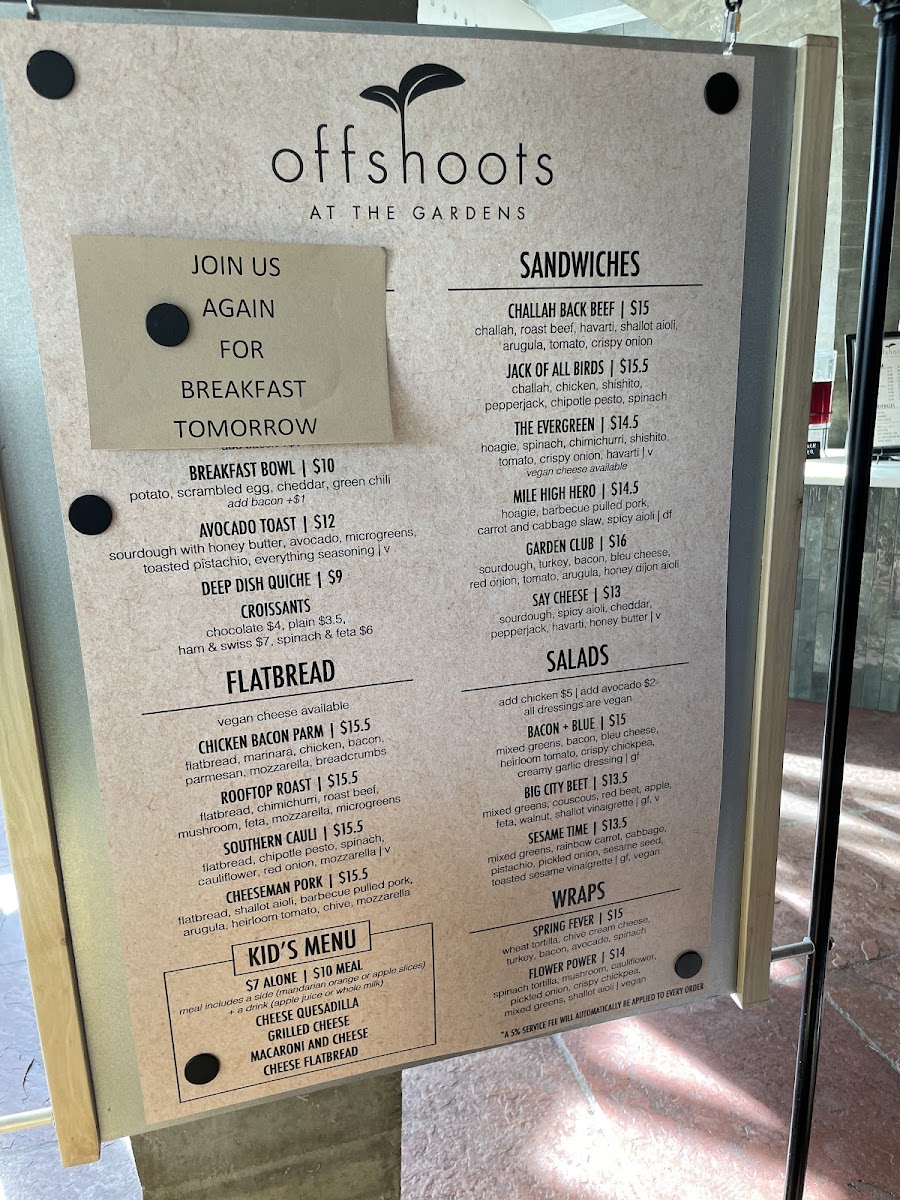 offshoots
AT THE GARDENS
JOIN US
AGAIN
FOR
BREAKFAST
TOMORROW
add bacon +$1
BREAKFAST BOWL | $10
potato, scrambled egg, cheddar, green chili
add bacon +$1
AVOCADO TOAST | $12
sourdough with honey butter, avocado, microgreens,
toasted pistachio, everything seasoning | v
DEEP DISH QUICHE | $9
CROISSANTS
chocolate $4, plain $3.5,
ham & swiss $7, spinach & feta $6
FLATBREAD
vegan cheese available
CHICKEN BACON PARM | $15.5
flatbread, marinara, chicken, bacon,
parmesan, mozzarella, breadcrumbs
ROOFTOP ROAST | $15.5
flatbread, chimichurri, roast beef,
mushroom, feta, mozzarella, microgreens
SOUTHERN CAULI | $15.5
flatbread, chipotle pesto, spinach,
cauliflower, red onion, mozzarella | v
CHEESEMAN PORK | $15.5
flatbread, shallot aioli, barbecue pulled pork,
arugula, heirloom tomato, chive, mozzarella
KID'S MENU
$7 ALONE | $10 MEAL
meal includes a side (mandarian orange or apple slices)
+ a drink (apple juice or whole milk)
CHEESE QUESADILLA
GRILLED CHEESE
MACARONI AND CHEESE
CHEESE FLATBREAD
SANDWICHES
CHALLAH BACK BEEF | $15
challah, roast beef, havarti, shallot aioli,
arugula, tomato, crispy onion
JACK OF ALL BIRDS | $15.5
challah, chicken, shishito,
pepperjack, chipotle pesto, spinach
THE EVERGREEN | $14.5
hoagie, spinach, chimichurri, shishito,
tomato, crispy onion, havarti | v
vegan cheese available
MILE HIGH HERO | $14.5
hoagie, barbecue pulled pork,
carrot and cabbage slaw, spicy aioli | df
GARDEN CLUB | $16
sourdough, turkey, bacon, bleu cheese,
red onion, tomato, arugula, honey dijon aioli
SAY CHEESE | $13
sourdough, spicy aioli, cheddar,
pepperjack, havarti, honey butter | v
SALADS
add chicken $5 | add avocado $2
all dressings are vegan
BACON + BLUE | $15
mixed greens, bacon, bleu cheese,
heirloom tomato, crispy chickpea,
creamy garlic dressing | gf
BIG CITY BEET | $13.5
mixed greens, couscous, red beet, apple,
feta, walnut, shallot vinaigrette | gf, v
SESAME TIME | $13.5
mixed greens, rainbow carrot, cabbage,
pistachio, pickled onion, sesame seed,
toasted sesame vinaigrette | gf, vegan
WRAPS
SPRING FEVER | $15
wheat tortilla, chive cream cheese,
turkey, bacon, avocado, spinach
FLOWER POWER | $14
spinach tortilla, mushroom, cauliflower,
pickled onion, crispy chickpea,
mixed greens, shallot aioli | vegan
*A 5% SERVICE FEE WILL AUTOMATICALLY BE APPLIED TO EVERY ORDER